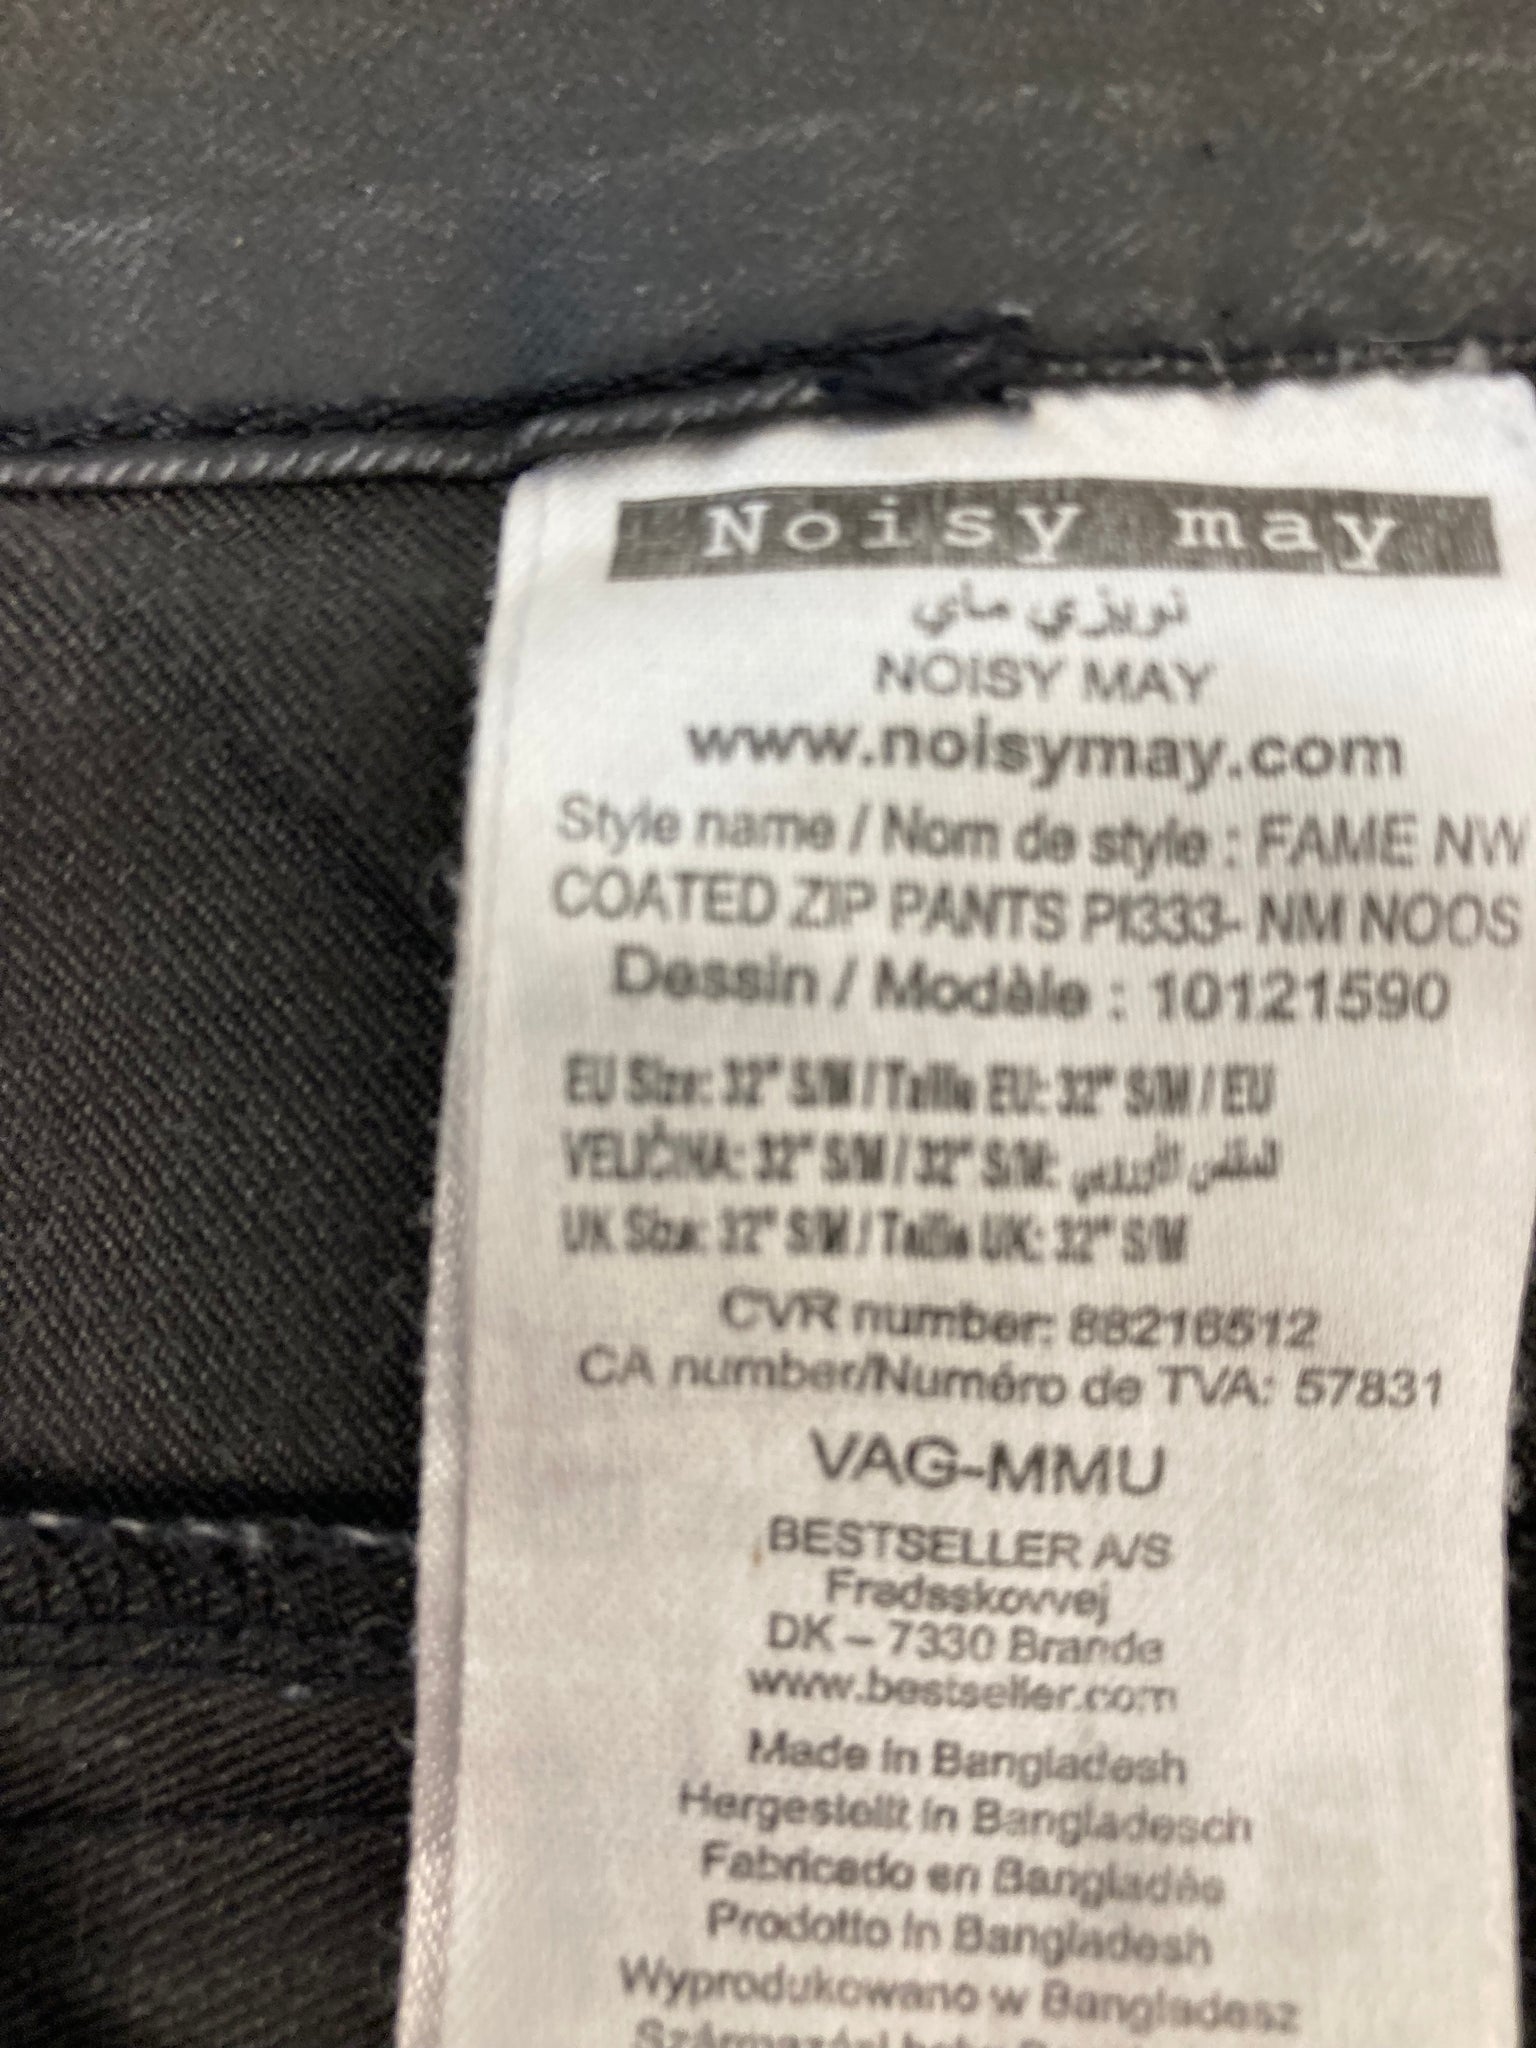 Noisy may
نويزي ماي
NOISY MAY
www.noisymay.com
Style name / Nom de style : FAME NW
COATED ZIP PANTS PI333- NM NOOS
Dessin / Modèle : 10121590
EU Size: 32" S/M / Taille EU: 32" S/M / EU
VELIČINA: 32" S/M / 32" S/M: المقاس الأوروبي
UK Size: 32" S/M / Taille UK: 32" S/M
CVR number: 88216512
CA number/Numéro de TVA: 57831
VAG-MMU
BESTSELLER A/S
Fredsskovvej
DK – 7330 Brande
www.bestseller.com
Made in Bangladesh
Hergestellt in Bangladesch
Fabricado en Bangladés
Prodotto in Bangladesh
Wyprodukowano w Bangladesz